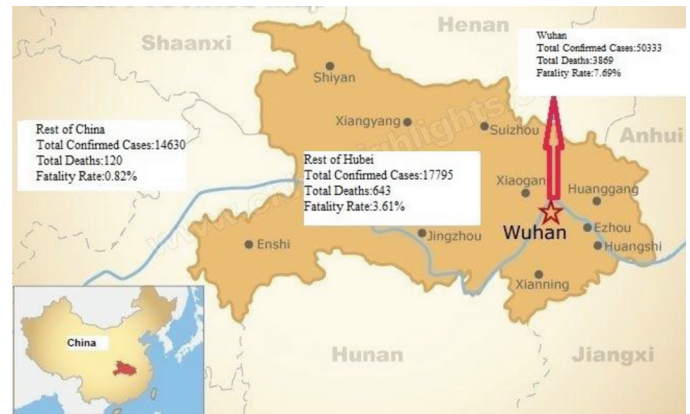 Henan
Shaanxi
Wuhan
Total Confirmed Cases:50333
Total Deaths:3869
Fatality Rate:7.69%
Shiyan
Xiangyang
Suizhou
Anhui
Rest of China
Total Confirmed Cases:14630
Total Deaths:120
Fatality Rate:0.82%
Rest of Hubei
Total Confirmed Cases:17795
Total Deaths:643
Fatality Rate:3.61%
Xiaogan
Huanggang
Enshi
Jingzhou
Wuhan
Ezhou
Huangshi
Xianning
China
Hunan
Jiangxi